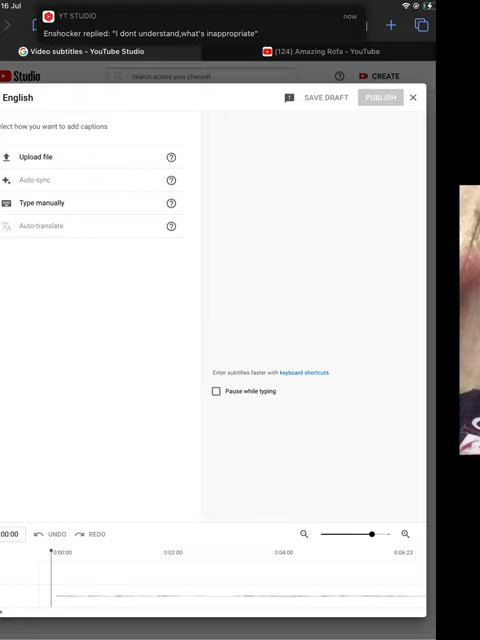 16 Jul
YT STUDIO
now
Enshocker replied: "I dont understand,what's inappropriate"
Video subtitles - YouTube Studio
(124) Amazing Rofa - YouTube
Studio
Search across your channel
CREATE
English
SAVE DRAFT
PUBLISH
elect how you want to add captions
Upload file
Auto-sync
Type manually
Auto-translate
Enter subtitles faster with keyboard shortcuts.
Pause while typing
:00:00
UNDO
REDO
0:00:00
0:02:00
0:04:00
0:06:23